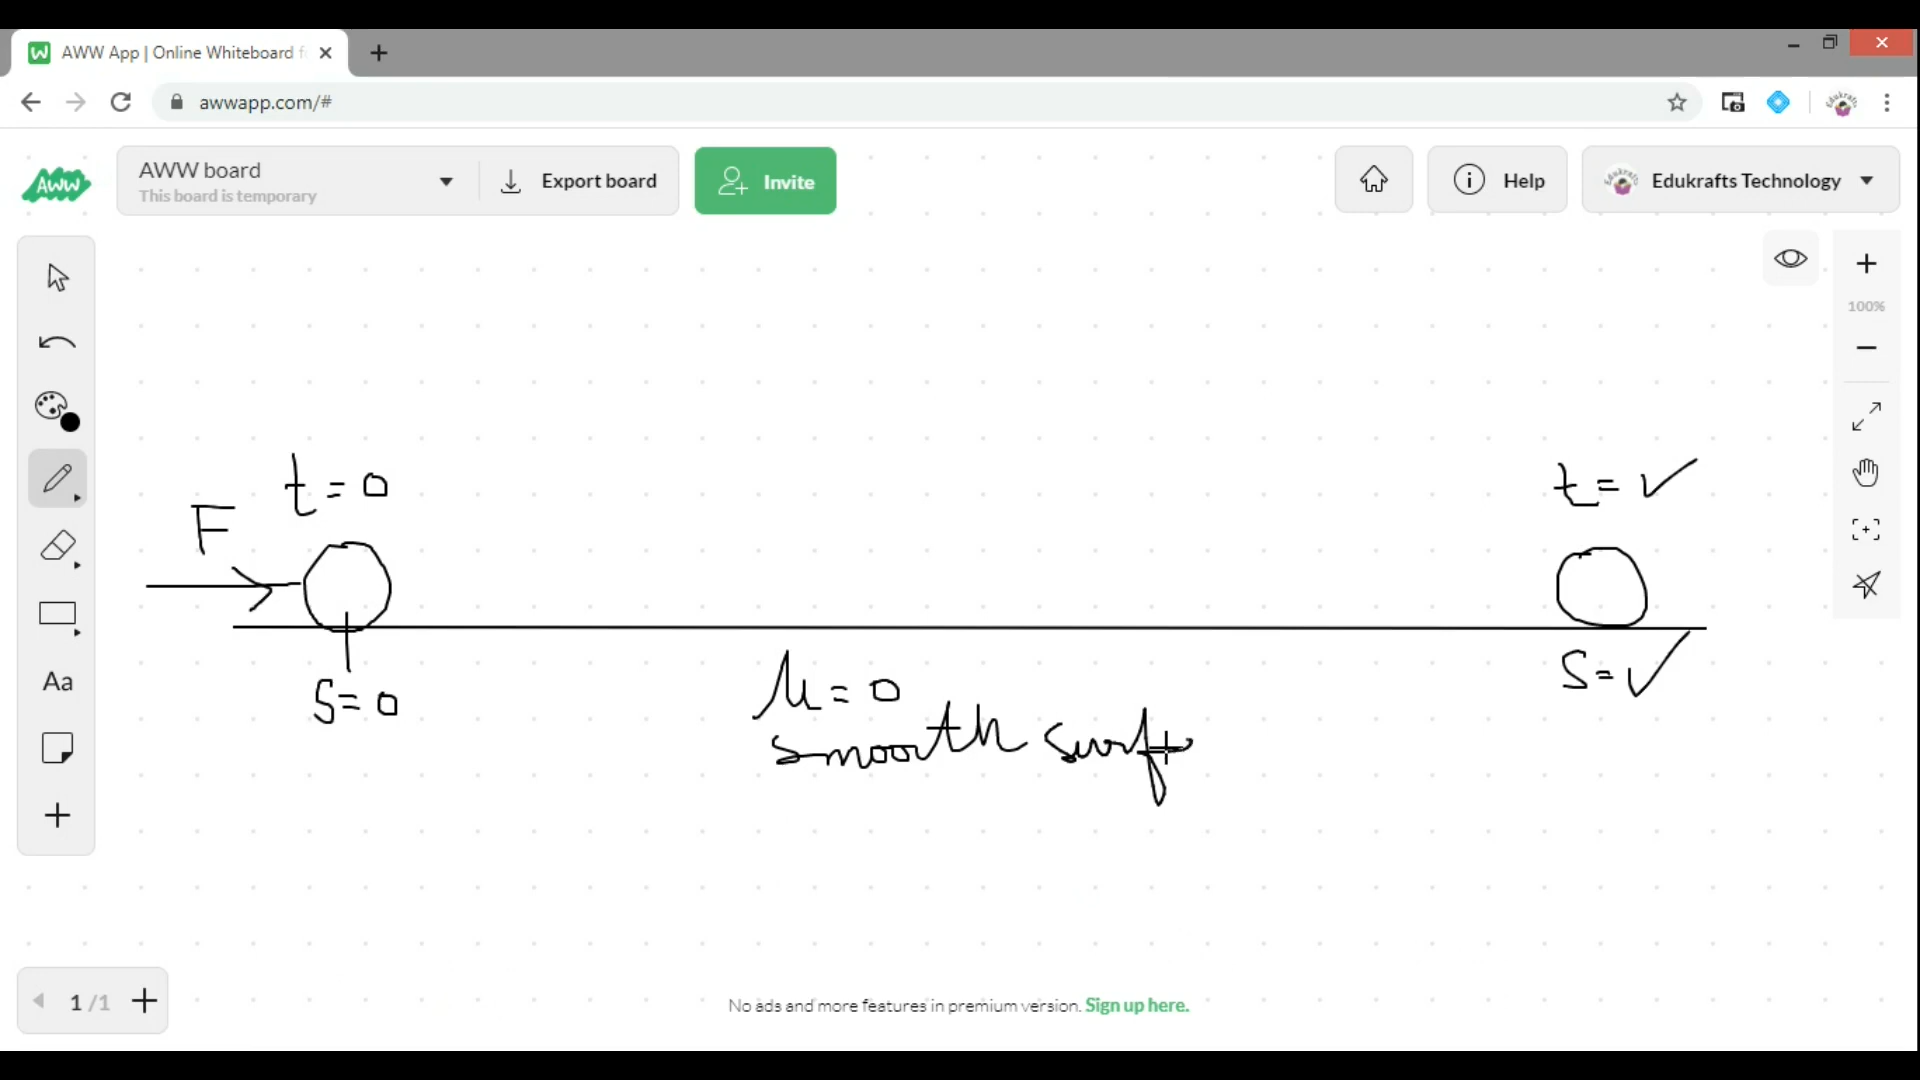 AWW App | Online Whiteboard f
awwapp.com/#
AWW board
This board is temporary
Export board
Invite
Help
Edukrafts Technology
100%
t = 0
t = ✓
F
S = 0
μ = 0
S = ✓
smooth surf
Aa
1 / 1
No ads and more features in premium version. Sign up here.